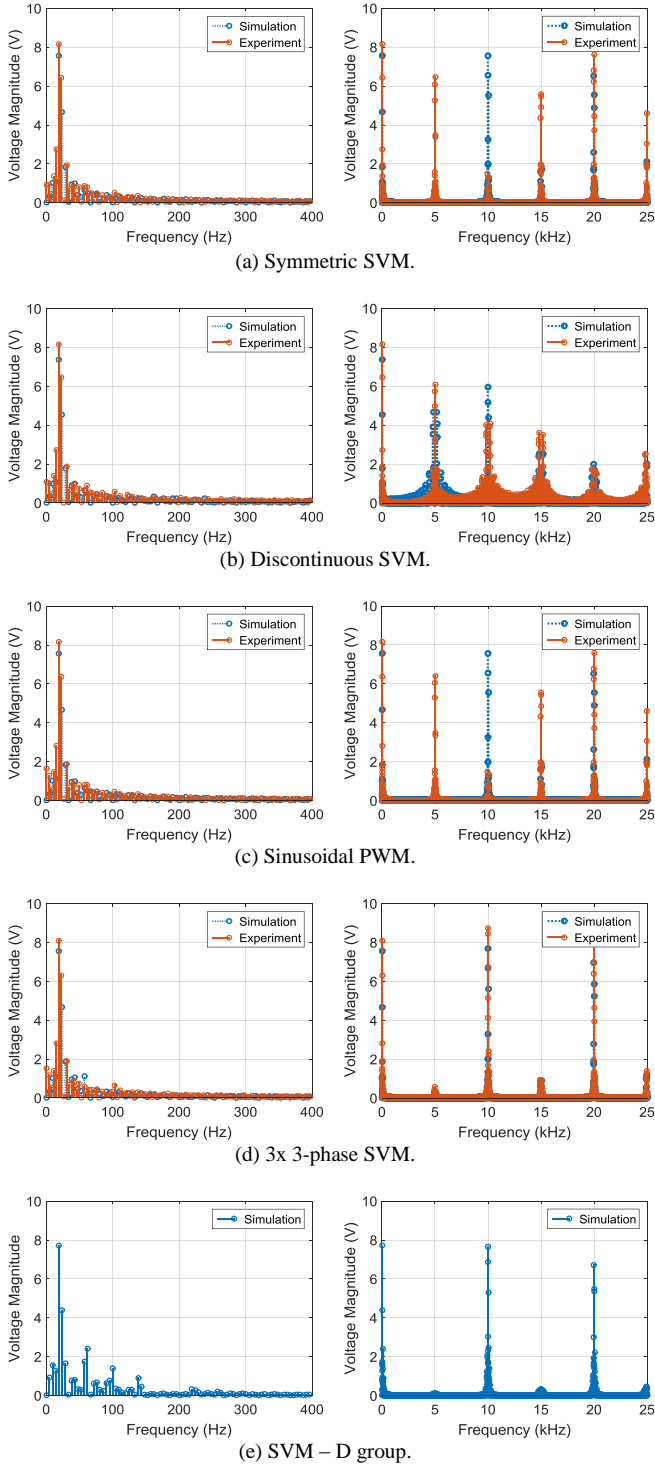 Simulation
Experiment
Voltage Magnitude (V)
10
8
6
4
2
0
0 100 200 300 400
Frequency (Hz)
Simulation
Experiment
Voltage Magnitude (V)
10
8
6
4
2
0
0 5 10 15 20 25
Frequency (kHz)
(a) Symmetric SVM.
Simulation
Experiment
Voltage Magnitude (V)
10
8
6
4
2
0
0 100 200 300 400
Frequency (Hz)
Simulation
Experiment
Voltage Magnitude (V)
10
8
6
4
2
0
0 5 10 15 20 25
Frequency (kHz)
(b) Discontinuous SVM.
Simulation
Experiment
Voltage Magnitude (V)
10
8
6
4
2
0
0 100 200 300 400
Frequency (Hz)
Simulation
Experiment
Voltage Magnitude (V)
10
8
6
4
2
0
0 5 10 15 20 25
Frequency (kHz)
(c) Sinusoidal PWM.
Simulation
Experiment
Voltage Magnitude (V)
10
8
6
4
2
0
0 100 200 300 400
Frequency (Hz)
Simulation
Experiment
Voltage Magnitude (V)
10
8
6
4
2
0
0 5 10 15 20 25
Frequency (kHz)
(d) 3x 3-phase SVM.
Simulation
Voltage Magnitude
10
8
6
4
2
0
0 100 200 300 400
Frequency (Hz)
Simulation
Voltage Magnitude (V)
10
8
6
4
2
0
0 5 10 15 20 25
Frequency (kHz)
(e) SVM – D group.